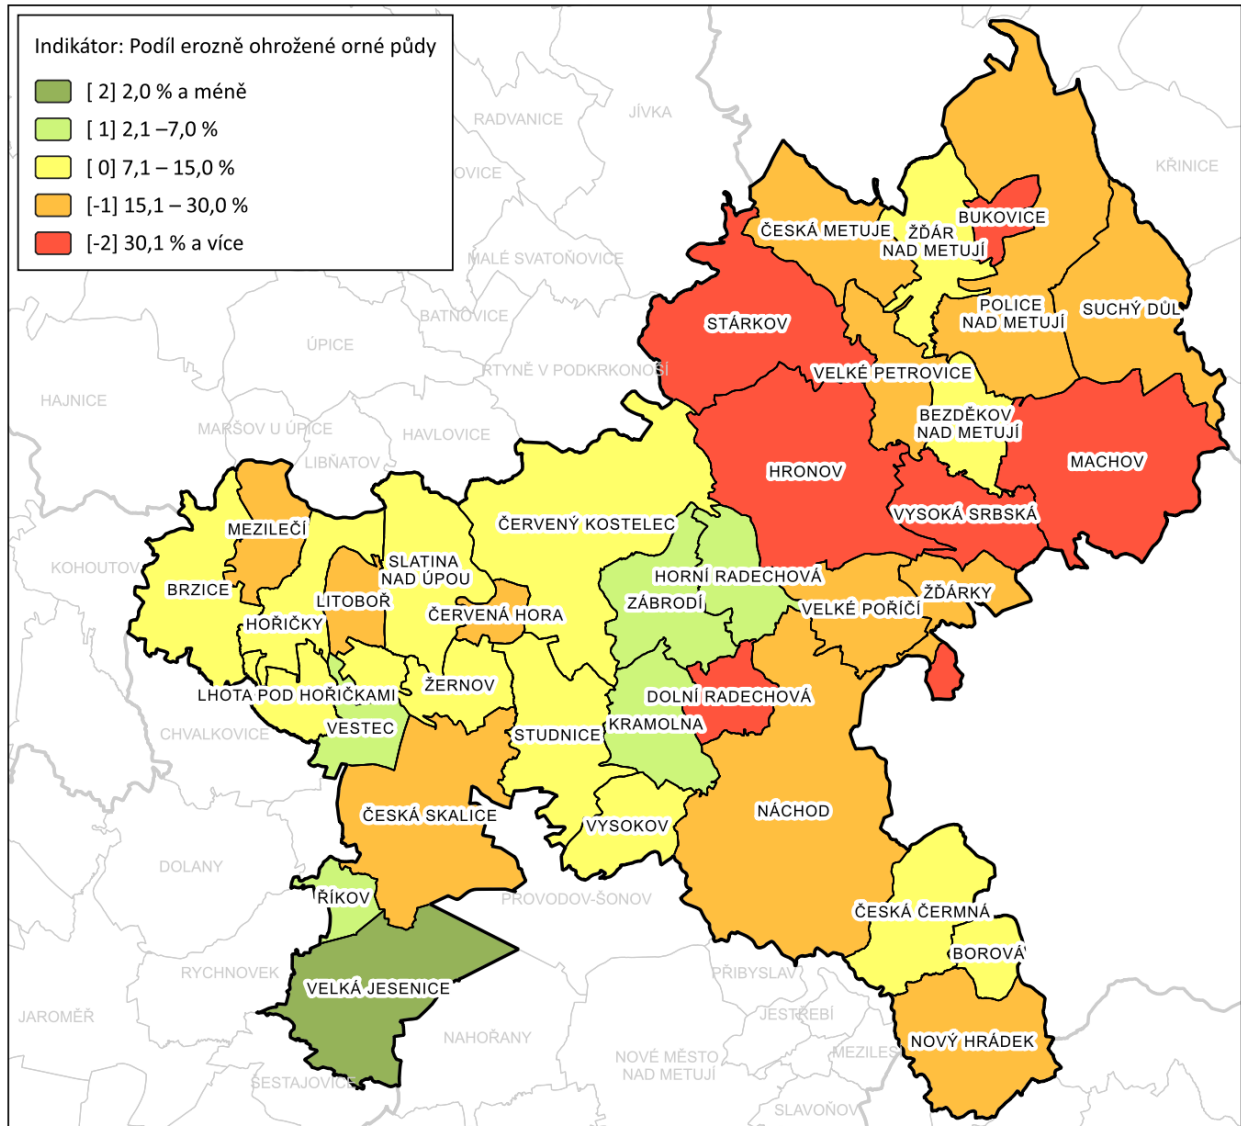 Indikátor: Podíl erozně ohrožené orné půdy
[ 2] 2,0 % a méně
[ 1] 2,1 –7,0 %
[ 0] 7,1 – 15,0 %
[-1] 15,1 – 30,0 %
[-2] 30,1 % a více
RADVANICE
JÍVKA
OVICE
KŘINICE
BUKOVICE
ČESKÁ METUJE
ŽĎÁR
NAD METUJÍ
MALÉ SVATOŇOVICE
POLICE
NAD METUJÍ
SUCHÝ DŮL
BATŇOVICE
STÁRKOV
ÚPICE
RTYNĚ V PODKRKONOŠÍ
VELKÉ PETROVICE
HAJNICE
MARŠOV U ÚPICE
HAVLOVICE
BEZDĚKOV
NAD METUJÍ
LIBŇATOV
HRONOV
MACHOV
VYSOKÁ SRBSKÁ
MEZILEČÍ
ČERVENÝ KOSTELEC
KOHOUTOV
SLATINA
NAD ÚPOU
BRZICE
LITOBOŘ
HORNÍ RADECHOVÁ
ŽĎÁRKY
ZÁBRODÍ
VELKÉ POŘÍČÍ
ČERVENÁ HORA
HOŘIČKY
ŽERNOV
LHOTA POD HOŘIČKAMI
DOLNÍ RADECHOVÁ
KRAMOLNA
VESTEC
CHVALKOVICE
STUDNICE
ČESKÁ SKALICE
VYSOKOV
NÁCHOD
DOLANY
ŘÍKOV
PROVODOV-ŠONOV
ČESKÁ ČERMNÁ
BOROVÁ
RYCHNOVEK
PŘIBYSLAV
VELKÁ JESENICE
JAROMĚŘ
JESTŘEBÍ
NAHOŘANY
NOVÝ HRÁDEK
MEZILES
NOVÉ MĚSTO
NAD METUJÍ
ŠESTAJOVICE
SLAVOŇOV